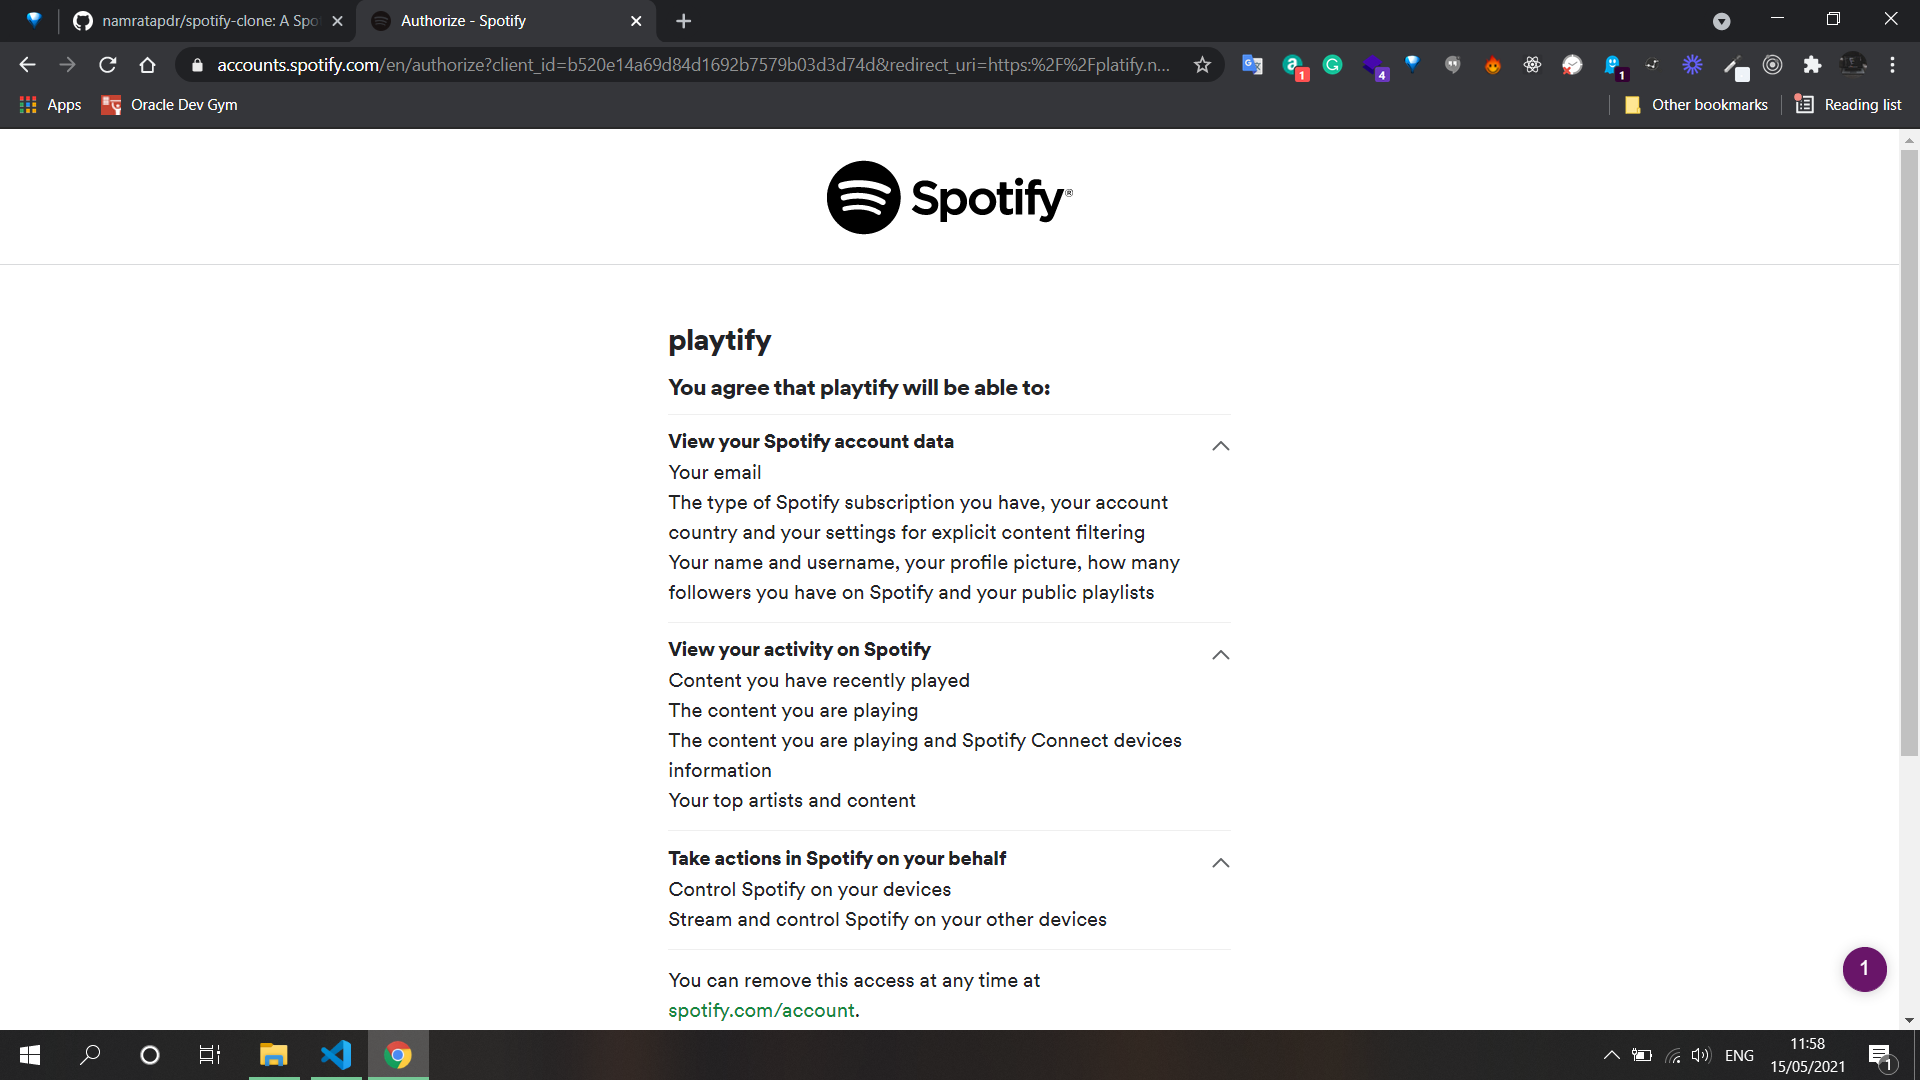 namratapdr/spotify-clone: A Spo
Authorize - Spotify
accounts.spotify.com/en/authorize?client_id=b520e14a69d84d1692b7579b03d3d74d&redirect_uri=https:%2F%2Fplatify.n...
1
4
1
Apps
Oracle Dev Gym
Other bookmarks
Reading list
Spotify®
playtify
You agree that playtify will be able to:
View your Spotify account data
Your email
The type of Spotify subscription you have, your account
country and your settings for explicit content filtering
Your name and username, your profile picture, how many
followers you have on Spotify and your public playlists
View your activity on Spotify
Content you have recently played
The content you are playing
The content you are playing and Spotify Connect devices
information
Your top artists and content
Take actions in Spotify on your behalf
Control Spotify on your devices
Stream and control Spotify on your other devices
You can remove this access at any time at
spotify.com/account.
1
ENG
11:58
15/05/2021
1